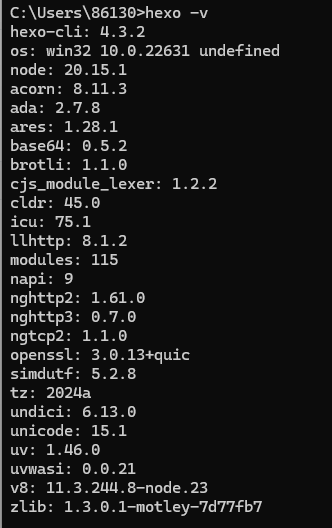 C:\Users\86130>hexo -v
hexo-cli: 4.3.2
os: win32 10.0.22631 undefined
node: 20.15.1
acorn: 8.11.3
ada: 2.7.8
ares: 1.28.1
base64: 0.5.2
brotli: 1.1.0
cjs_module_lexer: 1.2.2
cldr: 45.0
icu: 75.1
llhttp: 8.1.2
modules: 115
napi: 9
nghttp2: 1.61.0
nghttp3: 0.7.0
ngtcp2: 1.1.0
openssl: 3.0.13+quic
simdutf: 5.2.8
tz: 2024a
undici: 6.13.0
unicode: 15.1
uv: 1.46.0
uvwasi: 0.0.21
v8: 11.3.244.8-node.23
zlib: 1.3.0.1-motley-7d77fb7